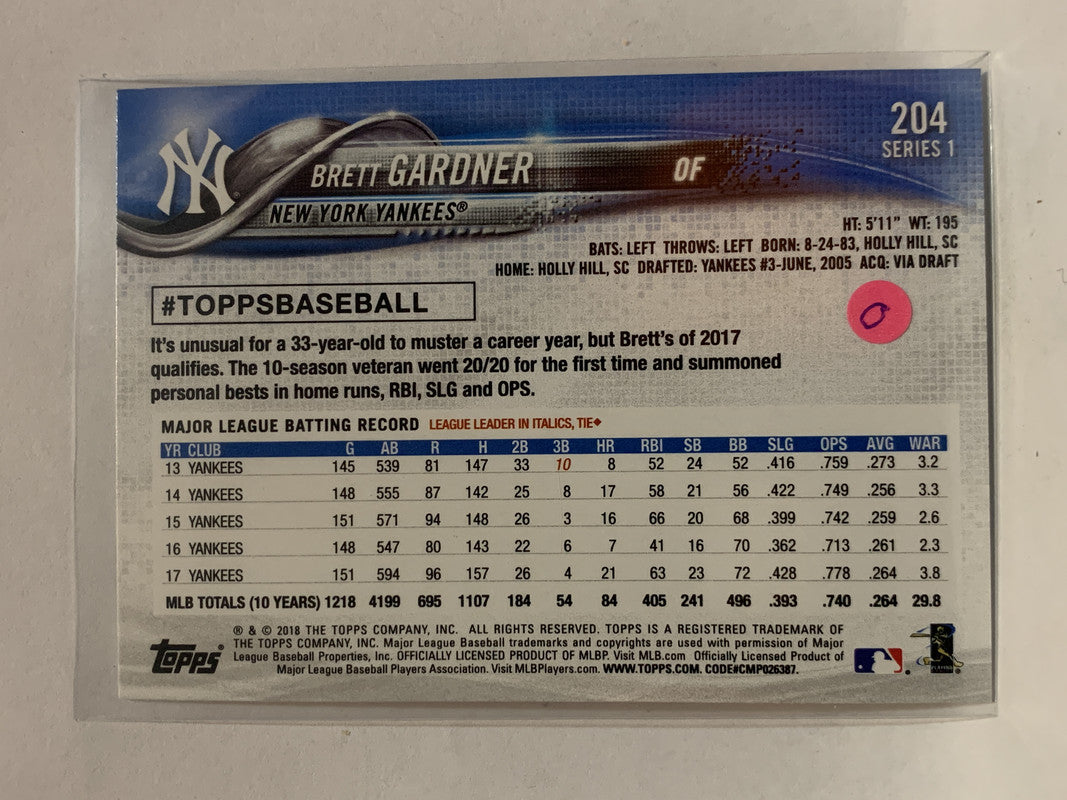 204
SERIES 1
NY
BRETT GARDNER OF
NEW YORK YANKEES®
HT: 5'11" WT: 195
BATS: LEFT THROWS: LEFT BORN: 8-24-83, HOLLY HILL, SC
HOME: HOLLY HILL, SC DRAFTED: YANKEES #3-JUNE, 2005 ACQ: VIA DRAFT
#TOPPSBASEBALL
O
It's unusual for a 33-year-old to muster a career year, but Brett's of 2017
qualifies. The 10-season veteran went 20/20 for the first time and summoned
personal bests in home runs, RBI, SLG and OPS.
MAJOR LEAGUE BATTING RECORD LEAGUE LEADER IN ITALICS, TIE◆
YR CLUB G AB R H 2B 3B HR RBI SB BB SLG OPS AVG WAR
13 YANKEES 145 539 81 147 33 10 8 52 24 52 .416 .759 .273 3.2
14 YANKEES 148 555 87 142 25 8 17 58 21 56 .422 .749 .256 3.3
15 YANKEES 151 571 94 148 26 3 16 66 20 68 .399 .742 .259 2.6
16 YANKEES 148 547 80 143 22 6 7 41 16 70 .362 .713 .261 2.3
17 YANKEES 151 594 96 157 26 4 21 63 23 72 .428 .778 .264 3.8
MLB TOTALS (10 YEARS) 1218 4199 695 1107 184 54 84 405 241 496 .393 .740 .264 29.8
® & © 2018 THE TOPPS COMPANY, INC. ALL RIGHTS RESERVED. TOPPS IS A REGISTERED TRADEMARK OF
THE TOPPS COMPANY, INC. Major League Baseball trademarks and copyrights are used with permission of Major
League Baseball Properties, Inc. OFFICIALLY LICENSED PRODUCT OF MLBP. Visit MLB.com Officially Licensed Product of
Major League Baseball Players Association. Visit MLBPlayers.com WWW.TOPPS.COM. CODE#CMP026387.
Topps®